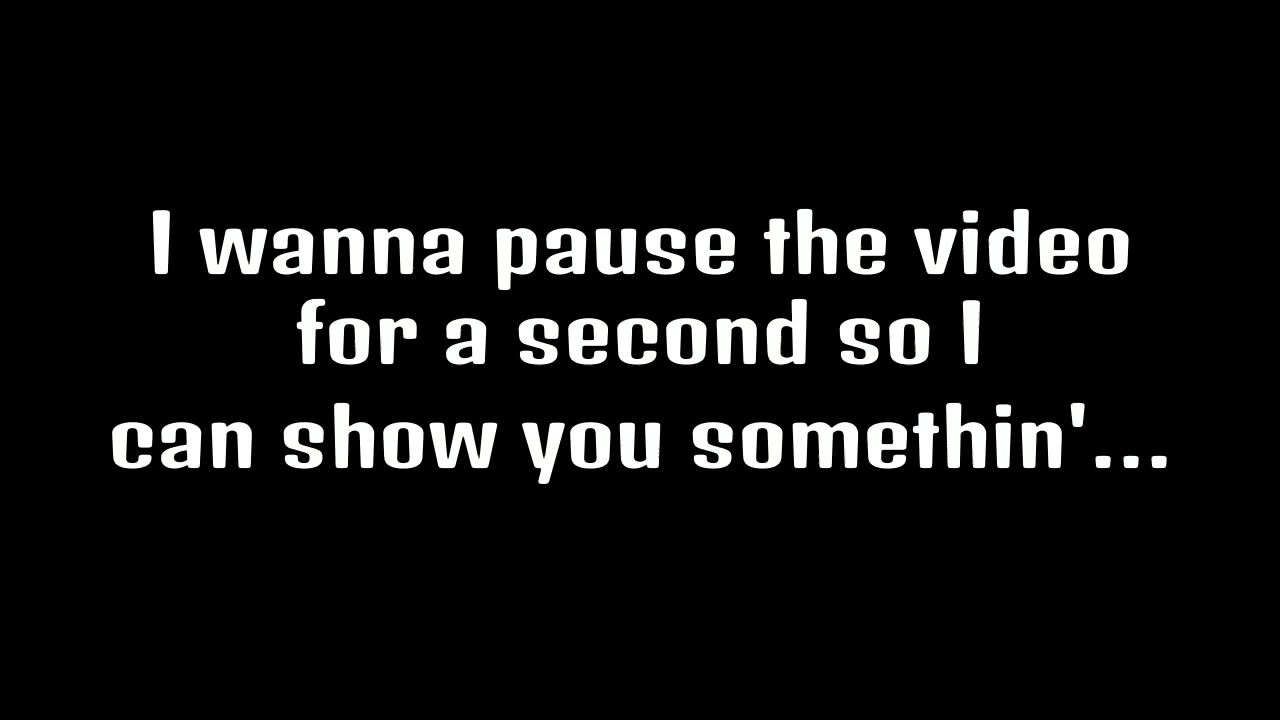 I wanna pause the video
for a second so I
can show you somethin'...